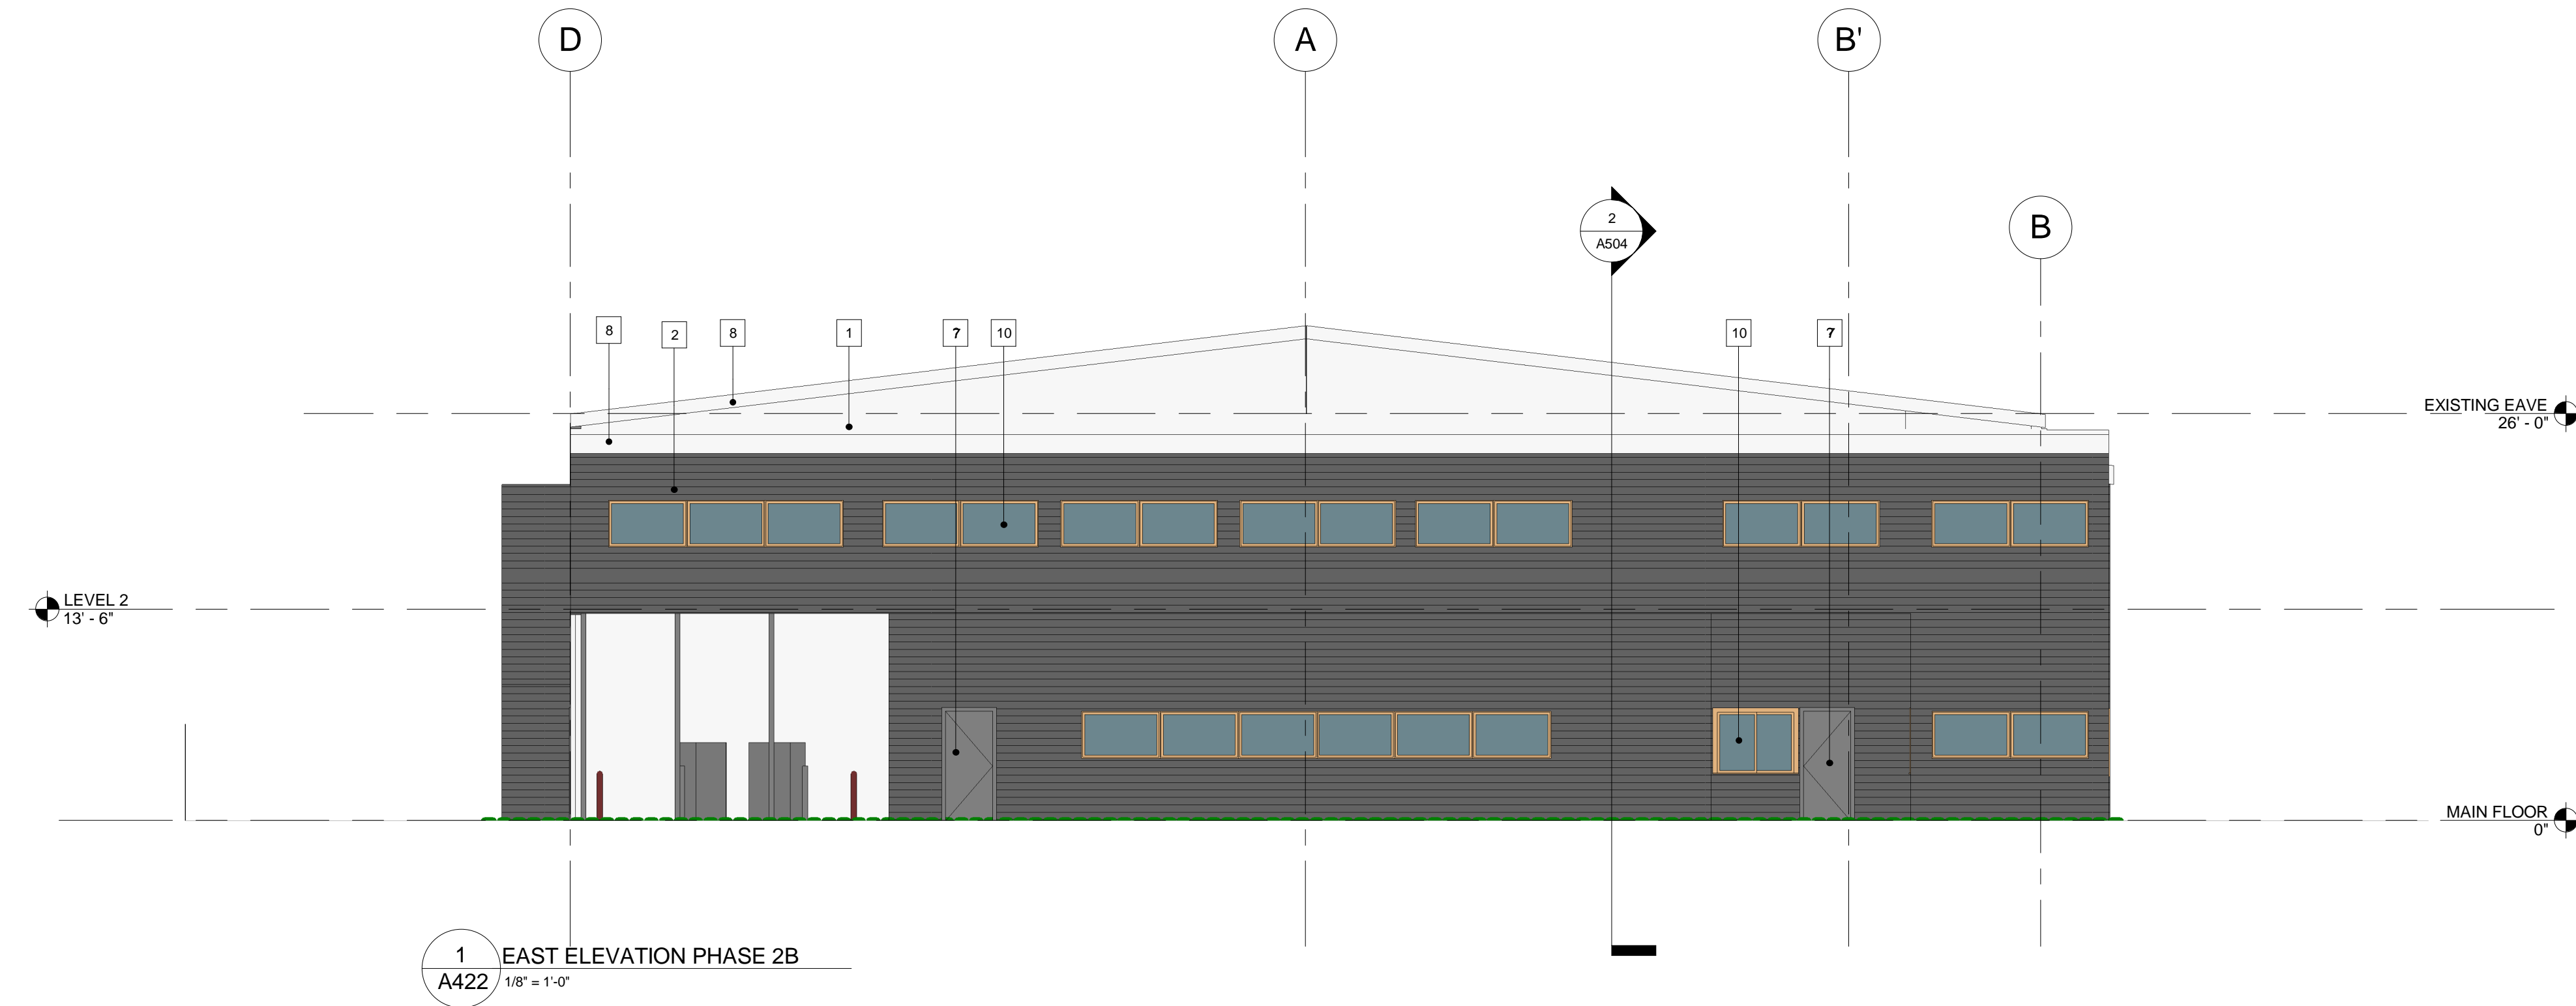 D
A
B'
B
2
A504
8
2
8
1
7
10
10
7
EXISTING EAVE
26' - 0"
LEVEL 2
13' - 6"
MAIN FLOOR
0"
1
A422
EAST ELEVATION PHASE 2B
1/8" = 1'-0"